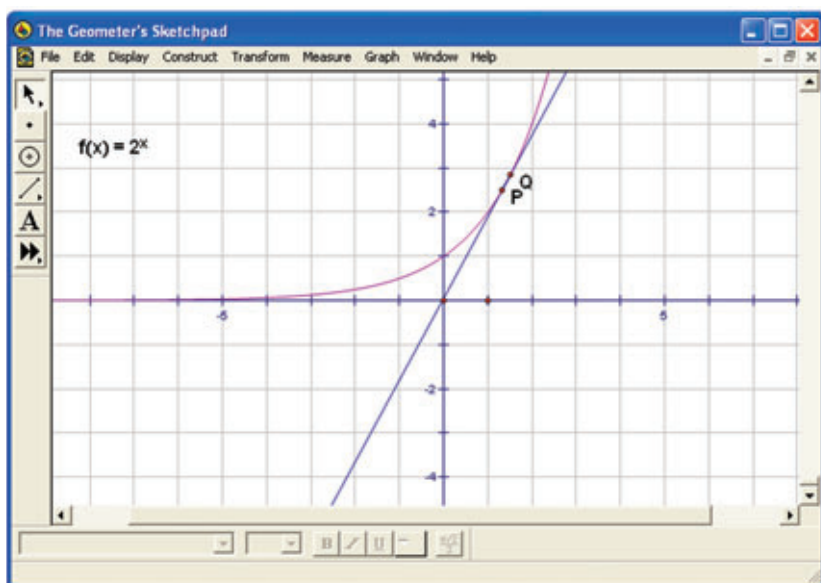 The Geometer's Sketchpad
File Edit Display Construct Transform Measure Graph Window Help
A
f(x) = 2ˣ
4
Q
P
2
-5
5
-2
-4
B I U